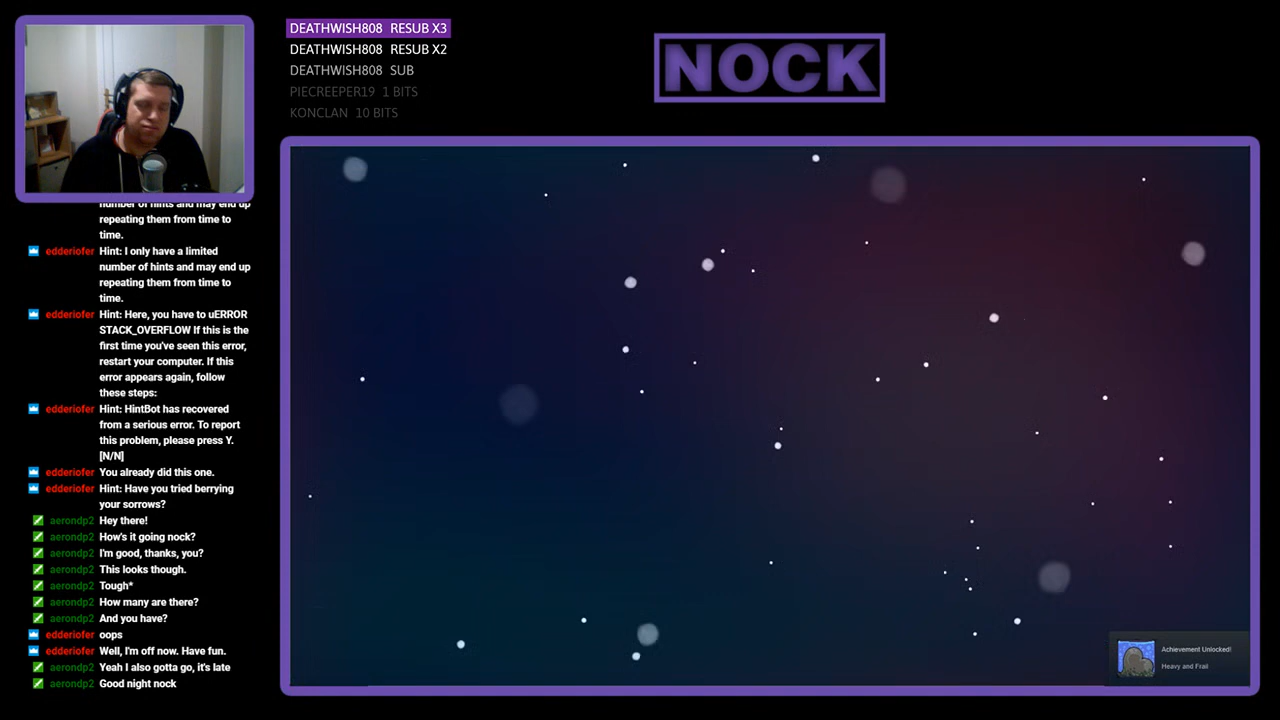 DEATHWISH808 RESUB X3
DEATHWISH808 RESUB X2
DEATHWISH808 SUB
PIECREEPER19 1 BITS
KONCLAN 10 BITS
NOCK
number of hints and may end up
repeating them from time to
time.
edderiofer Hint: I only have a limited
number of hints and may end up
repeating them from time to
time.
edderiofer Hint: Here, you have to uERROR
STACK_OVERFLOW If this is the
first time you've seen this error,
restart your computer. If this
error appears again, follow
these steps:
edderiofer Hint: HintBot has recovered
from a serious error. To report
this problem, please press Y.
[N/N]
edderiofer You already did this one.
edderiofer Hint: Have you tried berrying
your sorrows?
aerondp2 Hey there!
aerondp2 How's it going nock?
aerondp2 I'm good, thanks, you?
aerondp2 This looks though.
aerondp2 Tough*
aerondp2 How many are there?
aerondp2 And you have?
edderiofer oops
edderiofer Well, I'm off now. Have fun.
aerondp2 Yeah I also gotta go, it's late
aerondp2 Good night nock
Achievement Unlocked!
Heavy and Frail